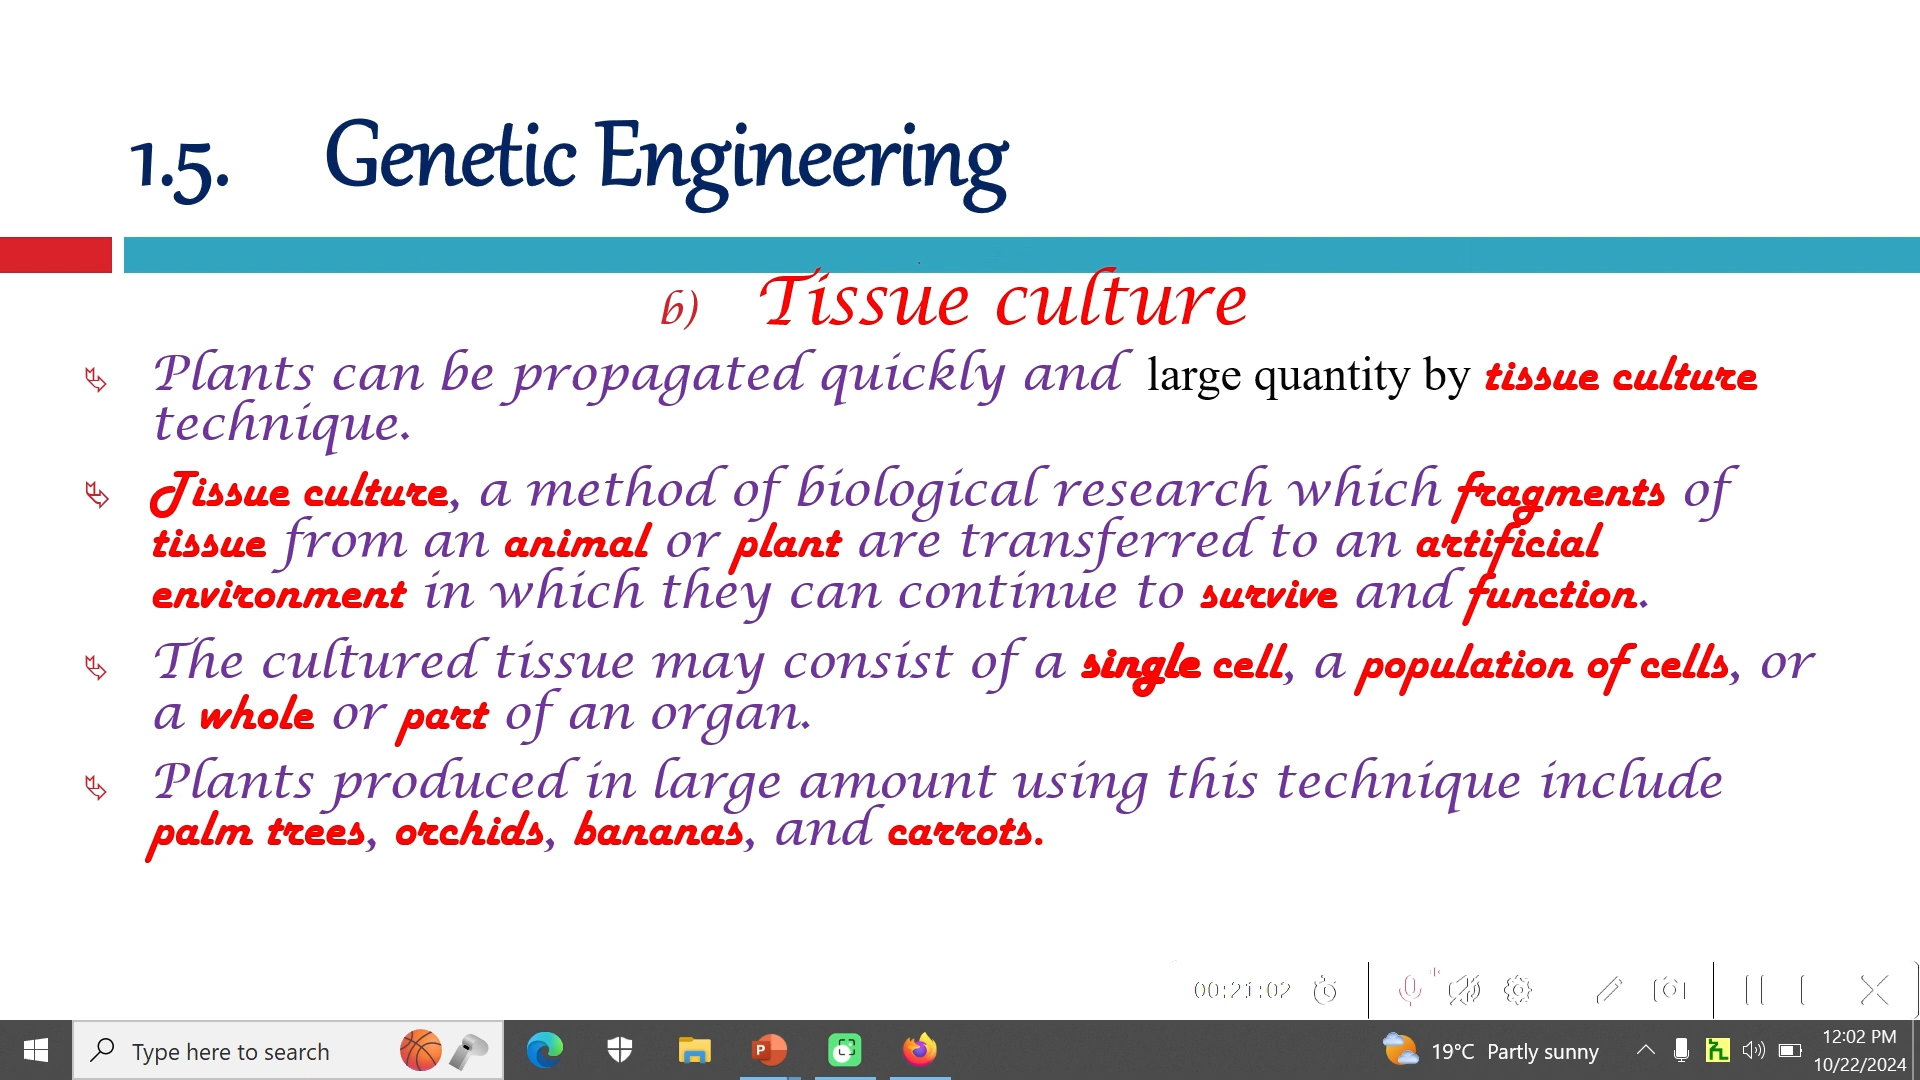 1.5. Genetic Engineering
b) Tissue culture
Plants can be propagated quickly and large quantity by tissue culture
technique.
Tissue culture, a method of biological research which fragments of
tissue from an animal or plant are transferred to an artificial
environment in which they can continue to survive and function.
The cultured tissue may consist of a single cell, a population of cells, or
a whole or part of an organ.
Plants produced in large amount using this technique include
palm trees, orchids, bananas, and carrots.
00:21:02
Type here to search
19°C Partly sunny
12:02 PM
10/22/2024